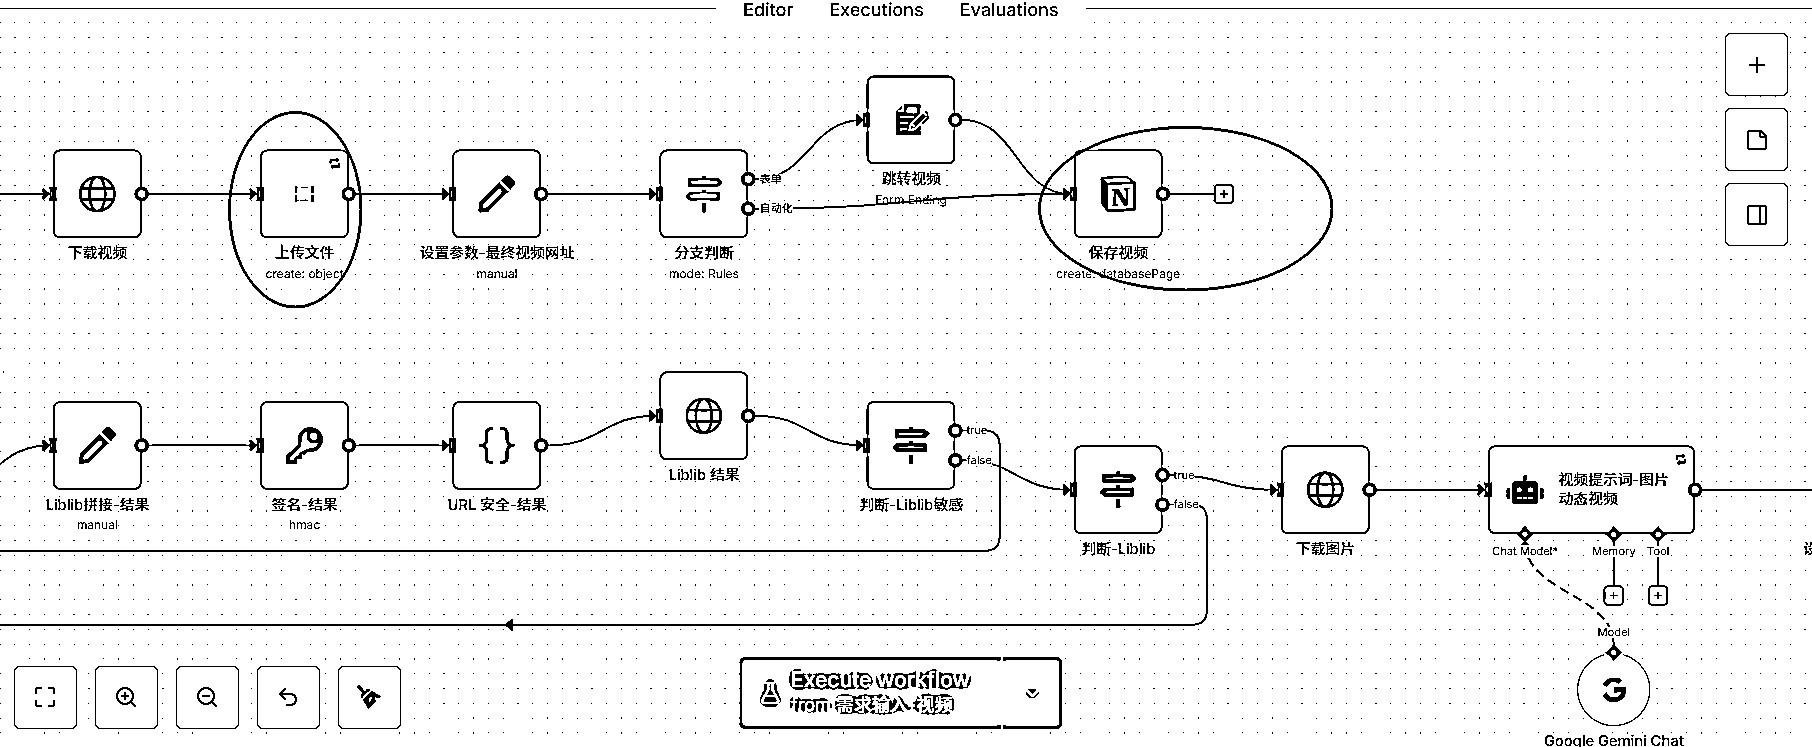 Editor Executions Evaluations
跳转视频
Form Ending
表单
自动化
下载视频
上传文件
create: object
设置参数-最终视频网址
manual
分支判断
mode: Rules
保存视频
create: databasePage
Liblib拼接-结果
manual
签名-结果
hmac
URL 安全-结果
Liblib 结果
true
false
判断-Liblib敏感
true
false
判断-Liblib
下载图片
视频提示词-图片
动态视频
Chat Model*
Memory
Tool
Model
Google Gemini Chat
Execute workflow
from 需求输入-视频